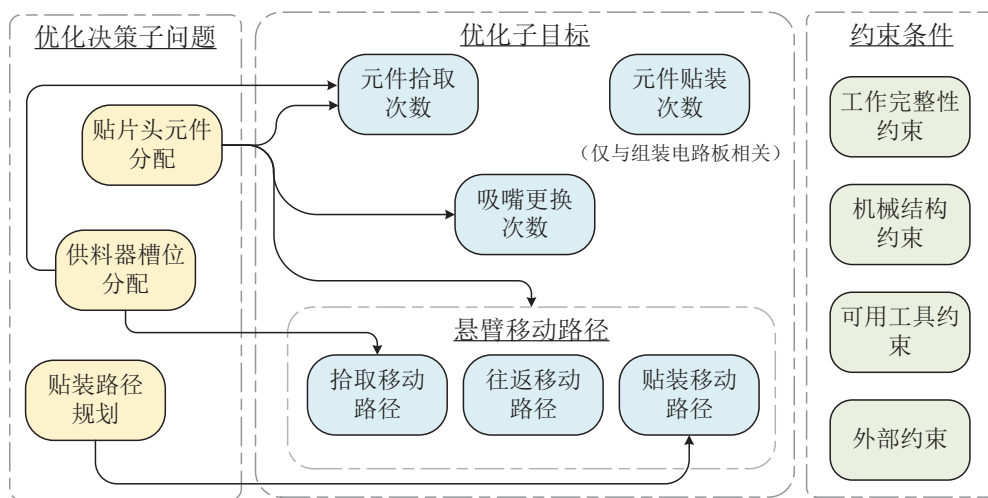 优化决策子问题
贴片头元件
分配
供料器槽位
分配
贴装路径
规划
优化子目标
元件拾取
次数
元件贴装
次数
（仅与组装电路板相关）
吸嘴更换
次数
悬臂移动路径
拾取移动
路径
往返移动
路径
贴装移动
路径
约束条件
工作完整性
约束
机械结构
约束
可用工具约
束
外部约束